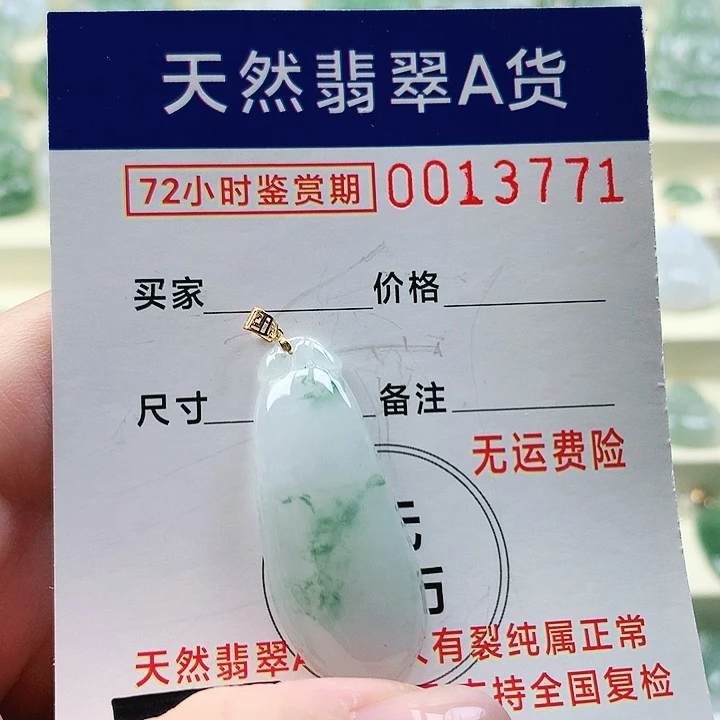 天然翡翠A货
72小时鉴赏期 0013771
买家 价格
尺寸 备注
无运费险
天然翡翠A 有裂纯属正常
支持全国复检